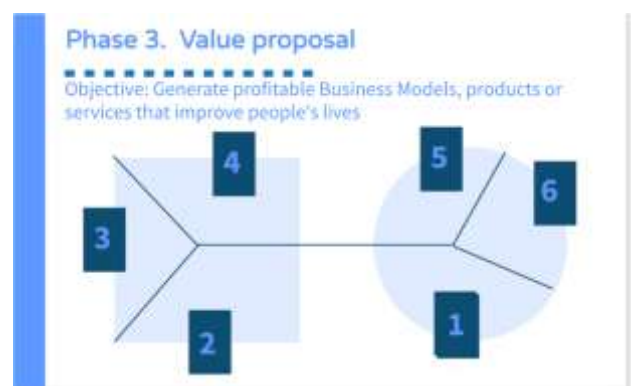 Phase 3. Value proposal
Objective: Generate profitable Business Models, products or
services that improve people's lives
4
5
6
3
2
1